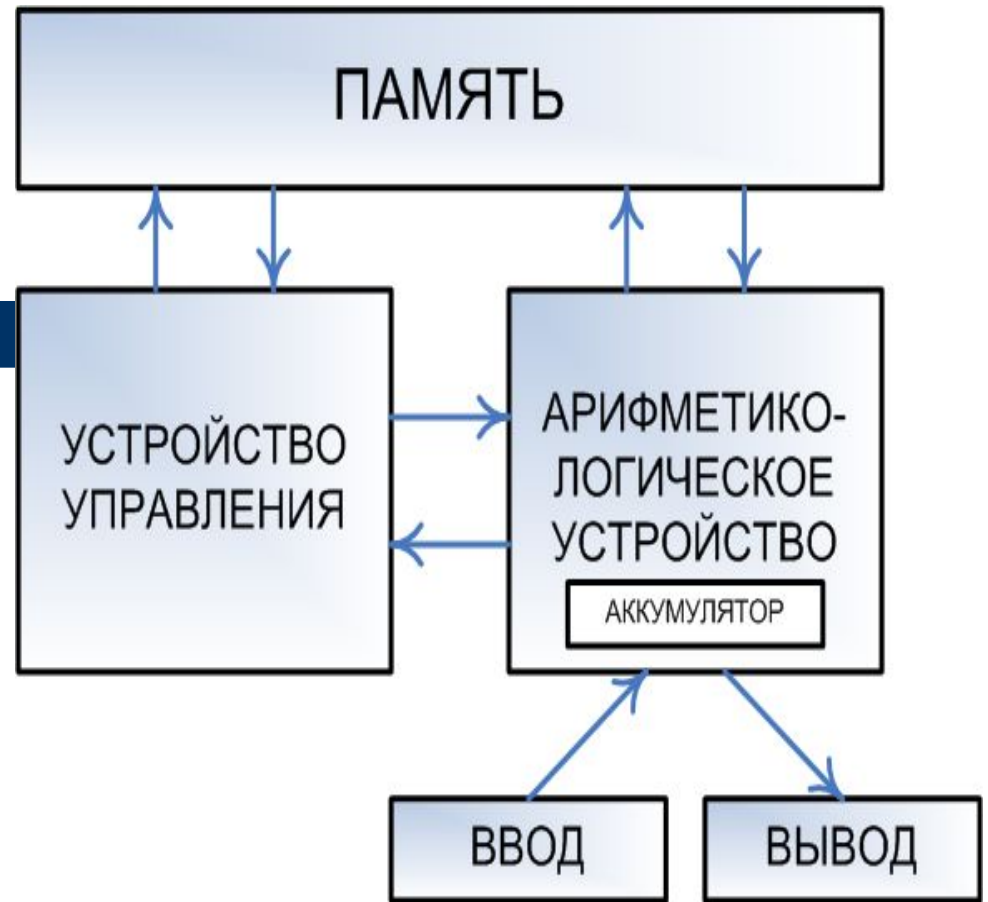 ПАМЯТЬ
УСТРОЙСТВО
УПРАВЛЕНИЯ
АРИФМЕТИКО-
ЛОГИЧЕСКОЕ
УСТРОЙСТВО
АККУМУЛЯТОР
ВВОД
ВЫВОД